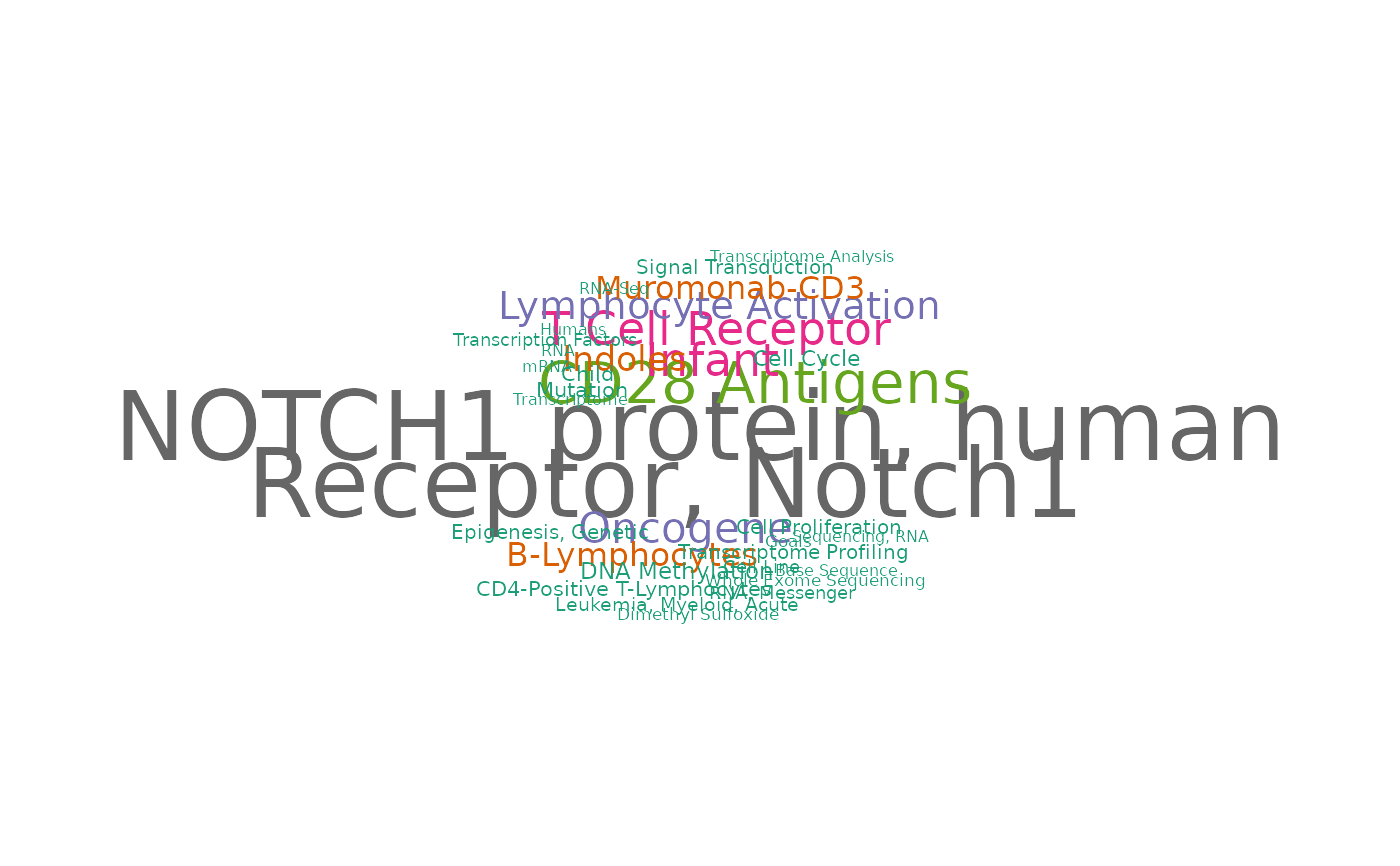 Transcriptome Analysis
Signal Transduction
Muromonab-CD3
RNA-Seq
Lymphocyte Activation
T Cell Receptor
Humans
Transcription Factors
RNA
Infant
Indoles
Cell Cycle
mRNA
Child
CD28 Antigens
Mutation
Transcriptome
NOTCH1 protein, human
Receptor, Notch1
Oncogene
Cell Proliferation
Epigenesis, Genetic
Sequencing, RNA
Goals
B-Lymphocytes
Transcriptome Profiling
Cell Line
DNA Methylation
Base Sequence
Whole Exome Sequencing
CD4-Positive T-Lymphocytes
RNA, Messenger
Leukemia, Myeloid, Acute
Dimethyl Sulfoxide